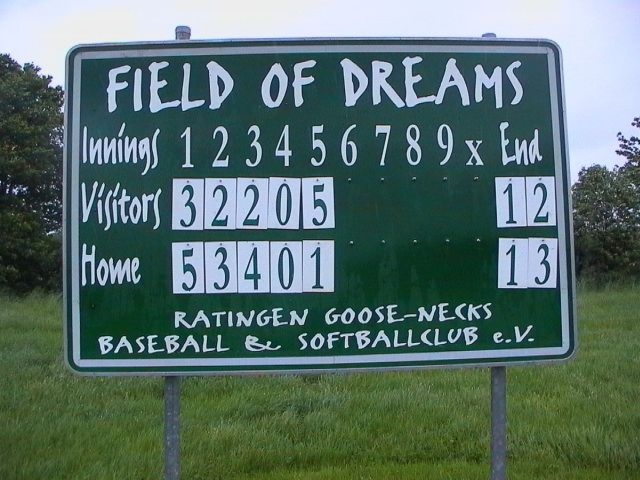 FIELD OF DREAMS
Innings 1 2 3 4 5 6 7 8 9 x End
Visitors 3 2 2 0 5 12
Home 5 3 4 0 1 13
RATINGEN GOOSE-NECKS
BASEBALL & SOFTBALLCLUB e.V.